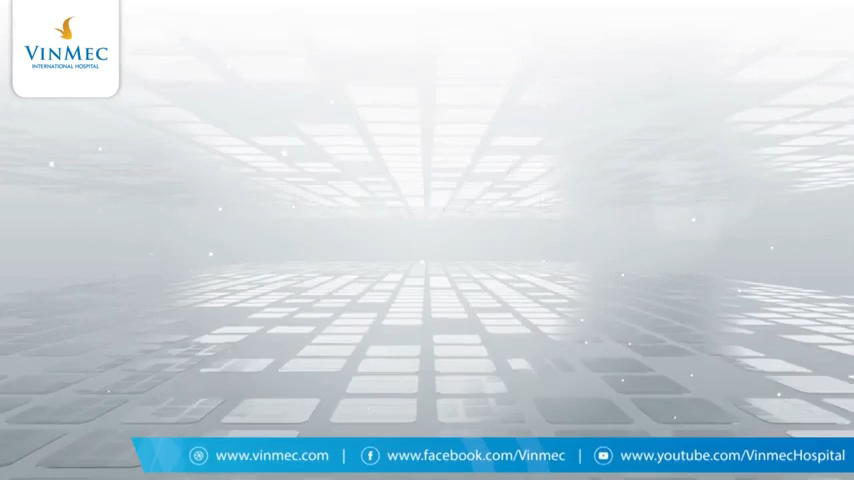 VINMEC
INTERNATIONAL HOSPITAL
www.vinmec.com | www.facebook.com/Vinmec | www.youtube.com/VinmecHospital